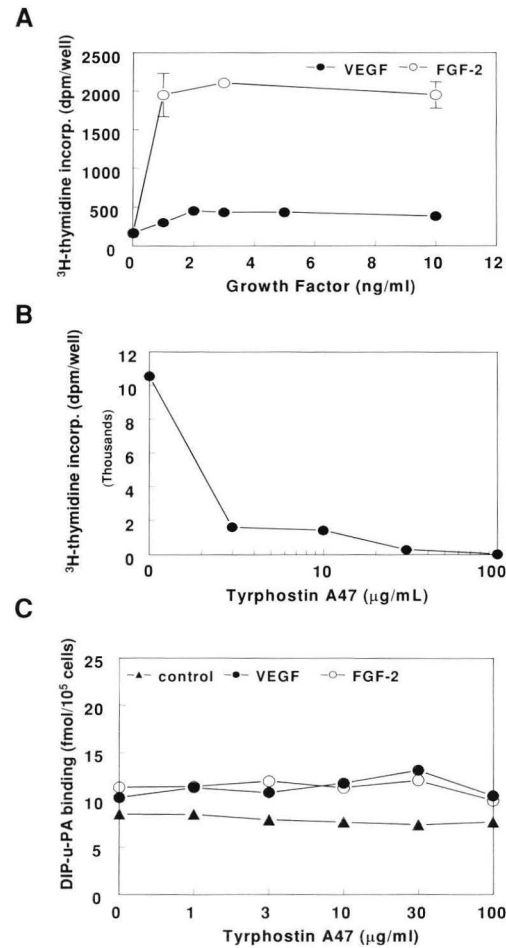 A
³H-thymidine incorp. (dpm/well)
2500
2000
1500
1000
500
0
VEGF FGF-2
0 2 4 6 8 10 12
Growth Factor (ng/ml)
B
³H-thymidine incorp. (dpm/well)
(Thousands)
12
10
8
6
4
2
0
0 10 100
Tyrphostin A47 (μg/mL)
C
DIP-u-PA binding (fmol/10⁵ cells)
25
20
15
10
5
0
control VEGF FGF-2
0 1 3 10 30 100
Tyrphostin A47 (μg/ml)